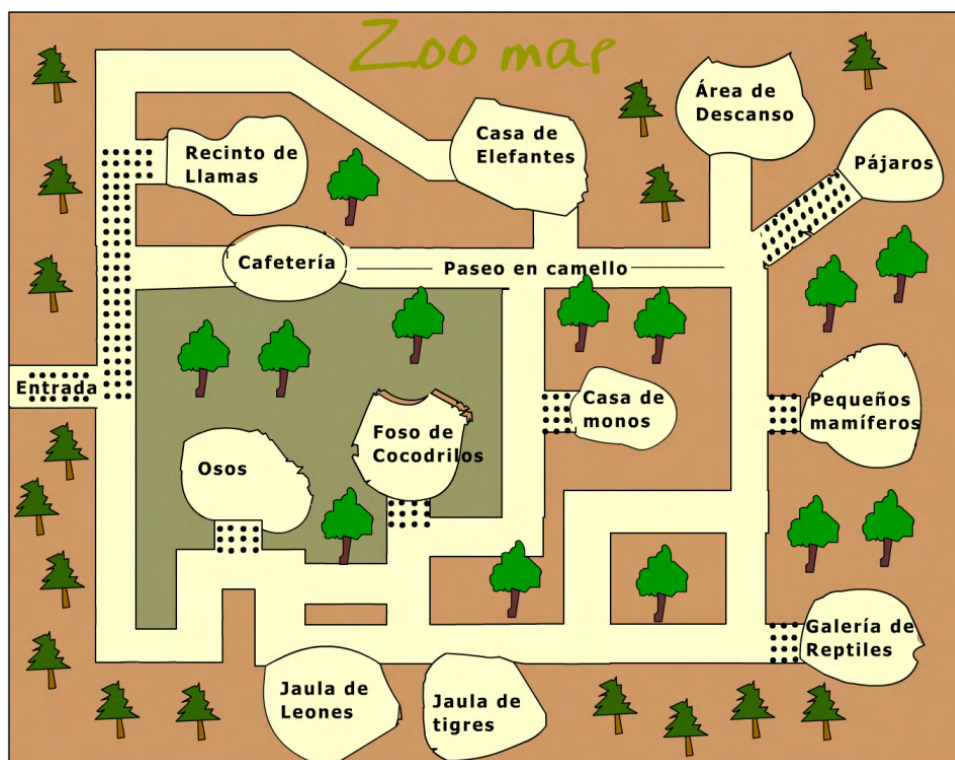 Zoo map
Área de
Descanso
Casa de
Elefantes
Recinto de
Llamas
Pájaros
Cafetería
Paseo en camello
Entrada
Casa de
monos
Pequeños
mamíferos
Foso de
Cocodrilos
Osos
Galería de
Reptiles
Jaula de
Leones
Jaula de
tigres